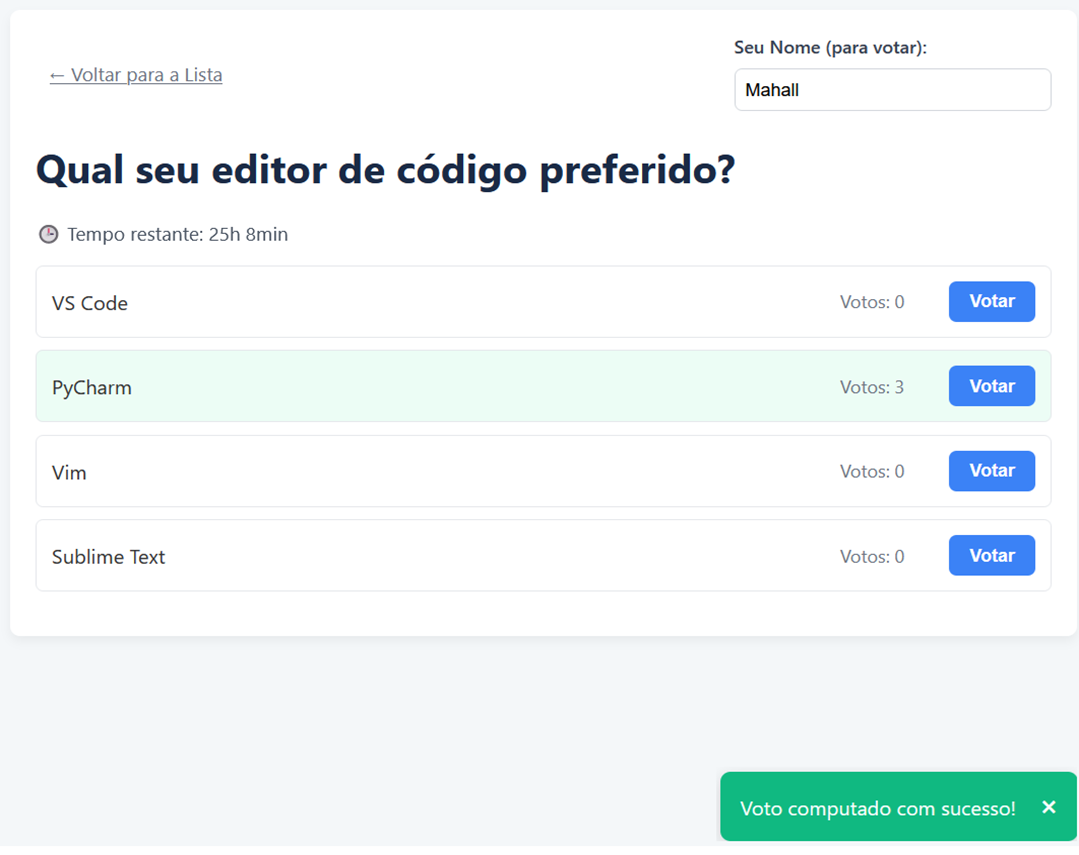 ← Voltar para a Lista
Seu Nome (para votar):
Mahall
Qual seu editor de código preferido?
Tempo restante: 25h 8min
VS Code
Votos: 0
Votar
PyCharm
Votos: 3
Votar
Vim
Votos: 0
Votar
Sublime Text
Votos: 0
Votar
Voto computado com sucesso! ×